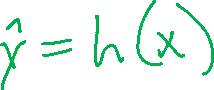 ŷ = h(x)